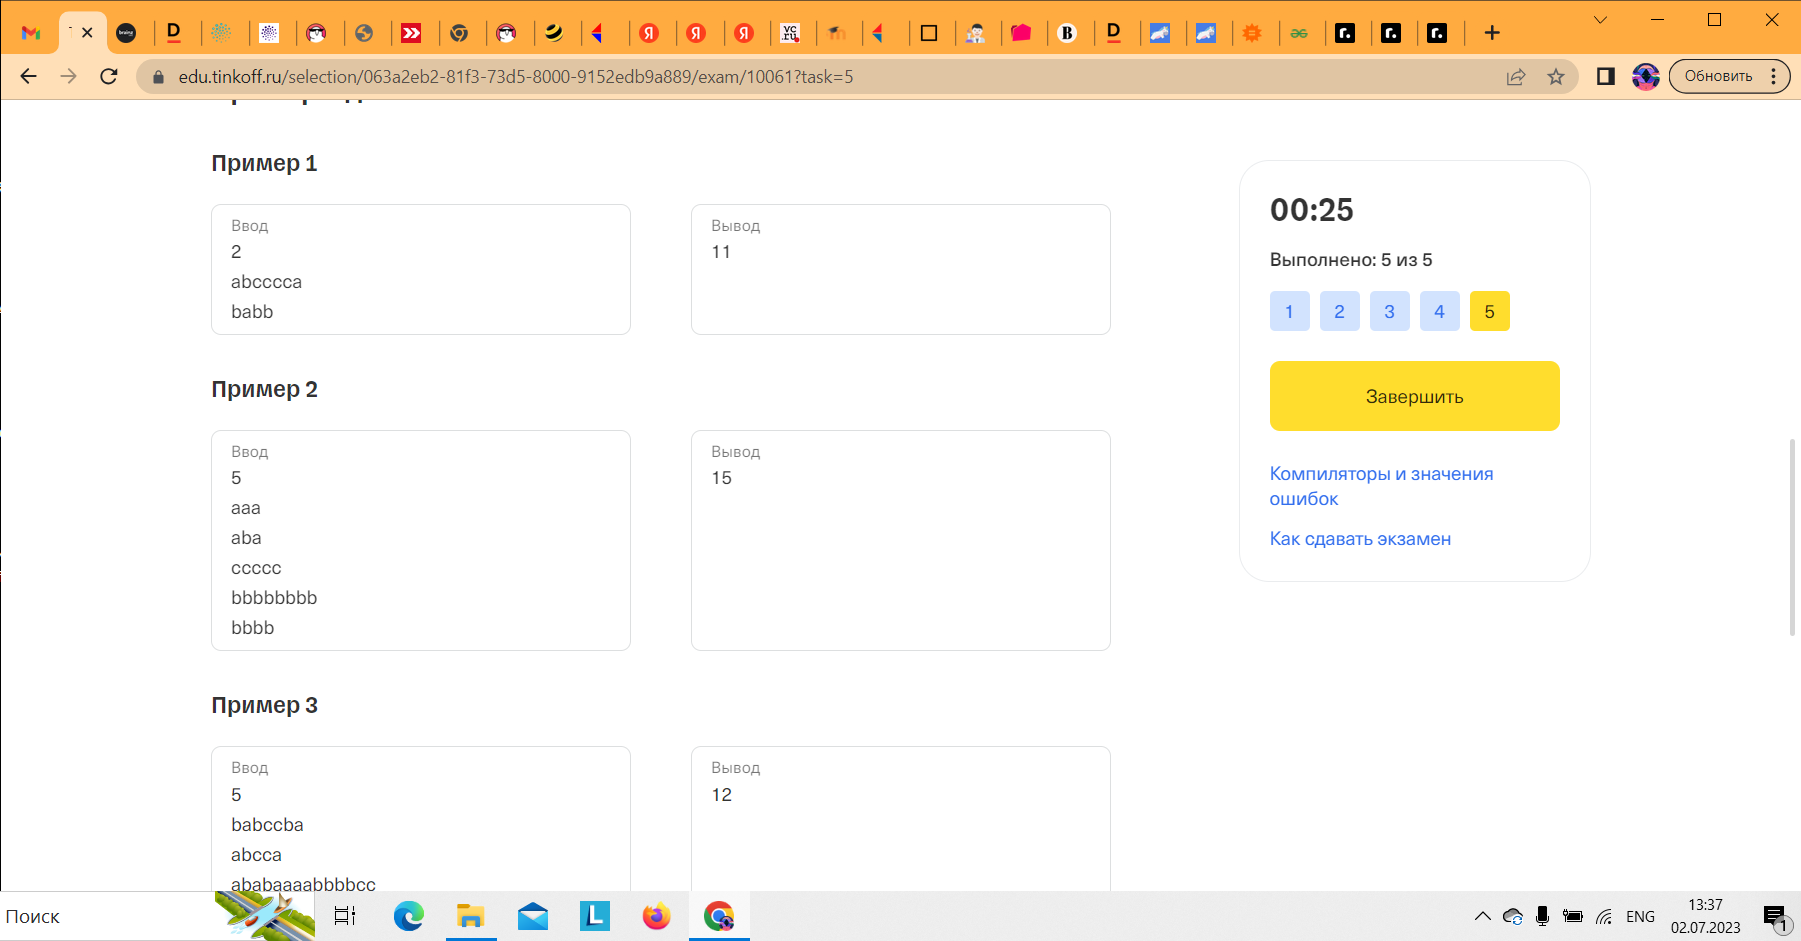 edu.tinkoff.ru/selection/063a2eb2-81f3-73d5-8000-9152edb9a889/exam/10061?task=5
Обновить
Пример 1
Ввод
2
abcccca
babb
Вывод
11
Пример 2
Ввод
5
aaa
aba
ccccc
bbbbbbbb
bbbb
Вывод
15
Пример 3
Ввод
5
babccba
abcca
ababaaaabbbbcc
Вывод
12
00:25
Выполнено: 5 из 5
1 2 3 4 5
Завершить
Компиляторы и значения
ошибок
Как сдавать экзамен
Поиск
ENG
13:37
02.07.2023
1